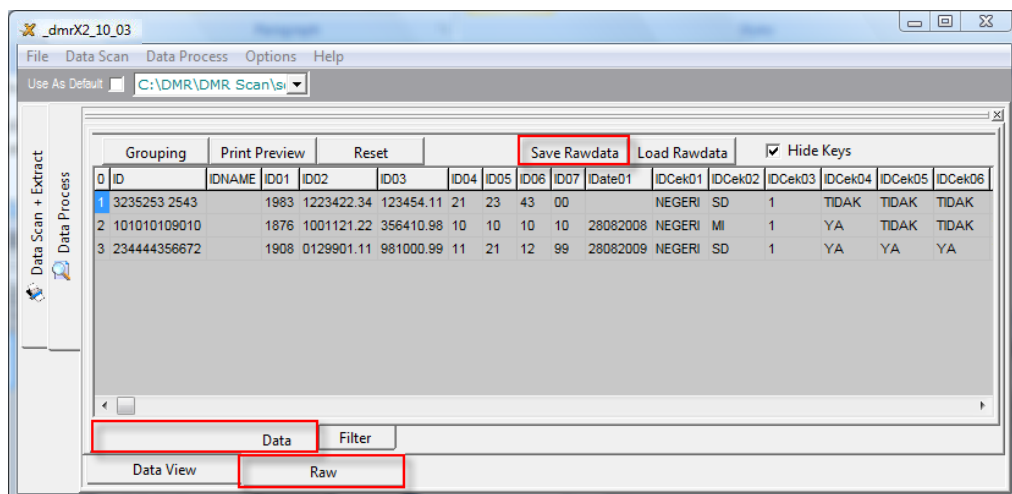 _dmrX2_10_03
File Data Scan Data Process Options Help
Use As Default C:\DMR\DMR Scan\s
Data Scan + Extract
Data Process
Grouping Print Preview Reset Save Rawdata Load Rawdata Hide Keys
0 ID IDNAME ID01 ID02 ID03 ID04 ID05 ID06 ID07 IDate01 IDCek01 IDCek02 IDCek03 IDCek04 IDCek05 IDCek06
1 3235253 2543 1983 1223422.34 123454.11 21 23 43 00 NEGERI SD 1 TIDAK TIDAK TIDAK
2 101010109010 1876 1001121.22 356410.98 10 10 10 10 28082008 NEGERI MI 1 YA TIDAK TIDAK
3 234444356672 1908 0129901.11 981000.99 11 21 12 99 28082009 NEGERI SD 1 YA YA YA
Data Filter
Data View Raw